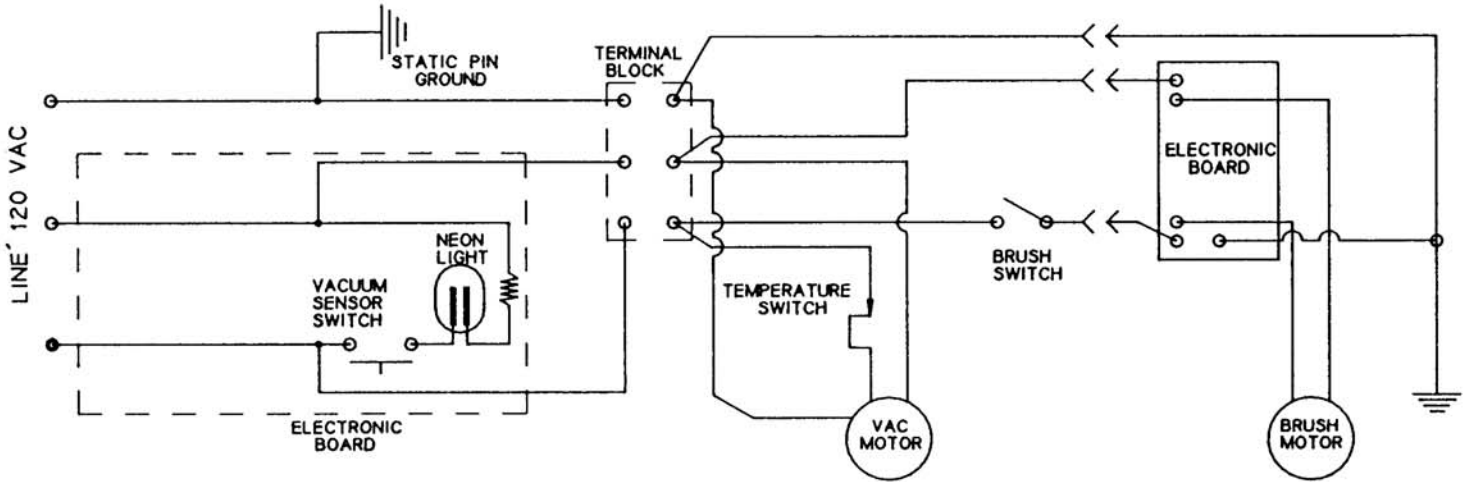 STATIC PIN
GROUND
TERMINAL
BLOCK
LINE 120 VAC
ELECTRONIC
BOARD
NEON
LIGHT
VACUUM
SENSOR
SWITCH
BRUSH
SWITCH
TEMPERATURE
SWITCH
VAC
MOTOR
BRUSH
MOTOR
ELECTRONIC
BOARD